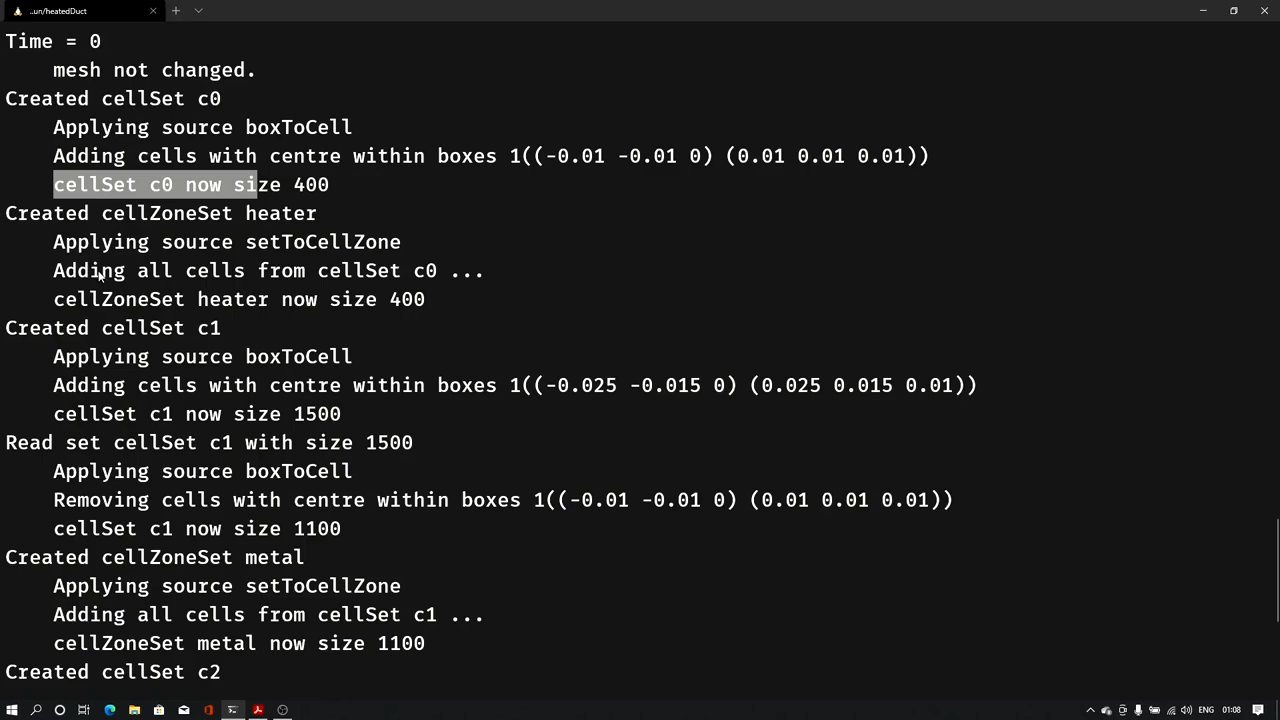 ..un/heatedDuct
Time = 0
mesh not changed.
Created cellSet c0
Applying source boxToCell
Adding cells with centre within boxes 1((-0.01 -0.01 0) (0.01 0.01 0.01))
cellSet c0 now size 400
Created cellZoneSet heater
Applying source setToCellZone
Adding all cells from cellSet c0 ...
cellZoneSet heater now size 400
Created cellSet c1
Applying source boxToCell
Adding cells with centre within boxes 1((-0.025 -0.015 0) (0.025 0.015 0.01))
cellSet c1 now size 1500
Read set cellSet c1 with size 1500
Applying source boxToCell
Removing cells with centre within boxes 1((-0.01 -0.01 0) (0.01 0.01 0.01))
cellSet c1 now size 1100
Created cellZoneSet metal
Applying source setToCellZone
Adding all cells from cellSet c1 ...
cellZoneSet metal now size 1100
Created cellSet c2
ENG 01:08